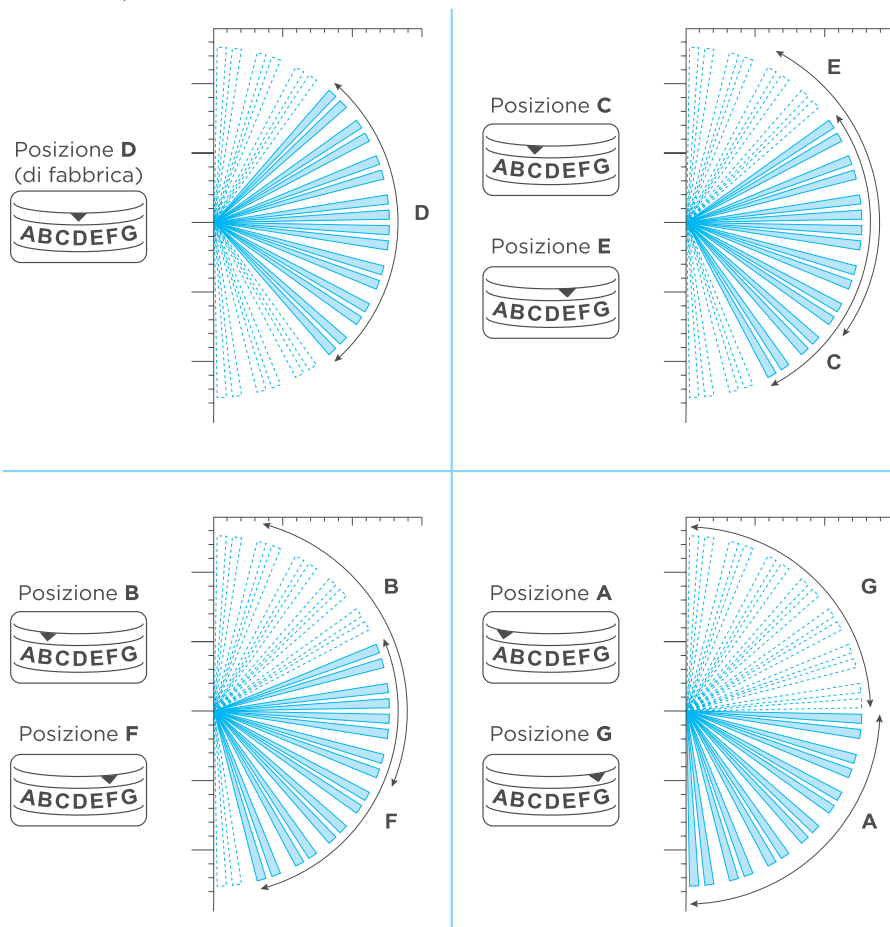 Posizione D
(di fabbrica)
ABCDEFG
D
Posizione C
ABCDEFG
Posizione E
ABCDEFG
E
C
Posizione B
ABCDEFG
Posizione F
ABCDEFG
B
F
Posizione A
ABCDEFG
Posizione G
ABCDEFG
G
A